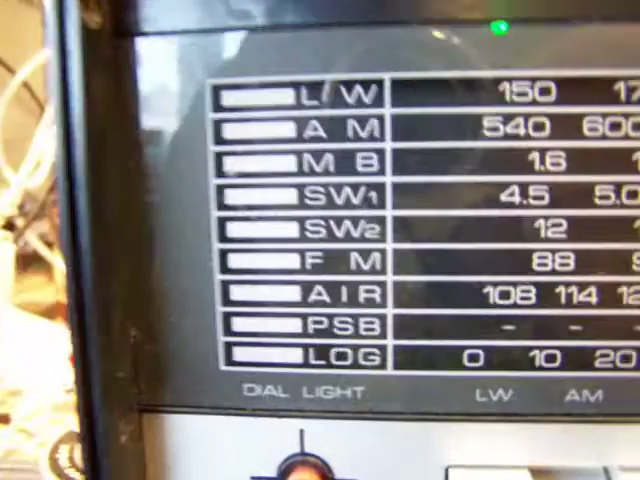 L/W 150
A M 540 600
M B 1.6
SW1 4.5 5.0
SW2 12
F M 88
AIR 108 114
PSB - -
LOG 0 10 20
DIAL LIGHT LW AM